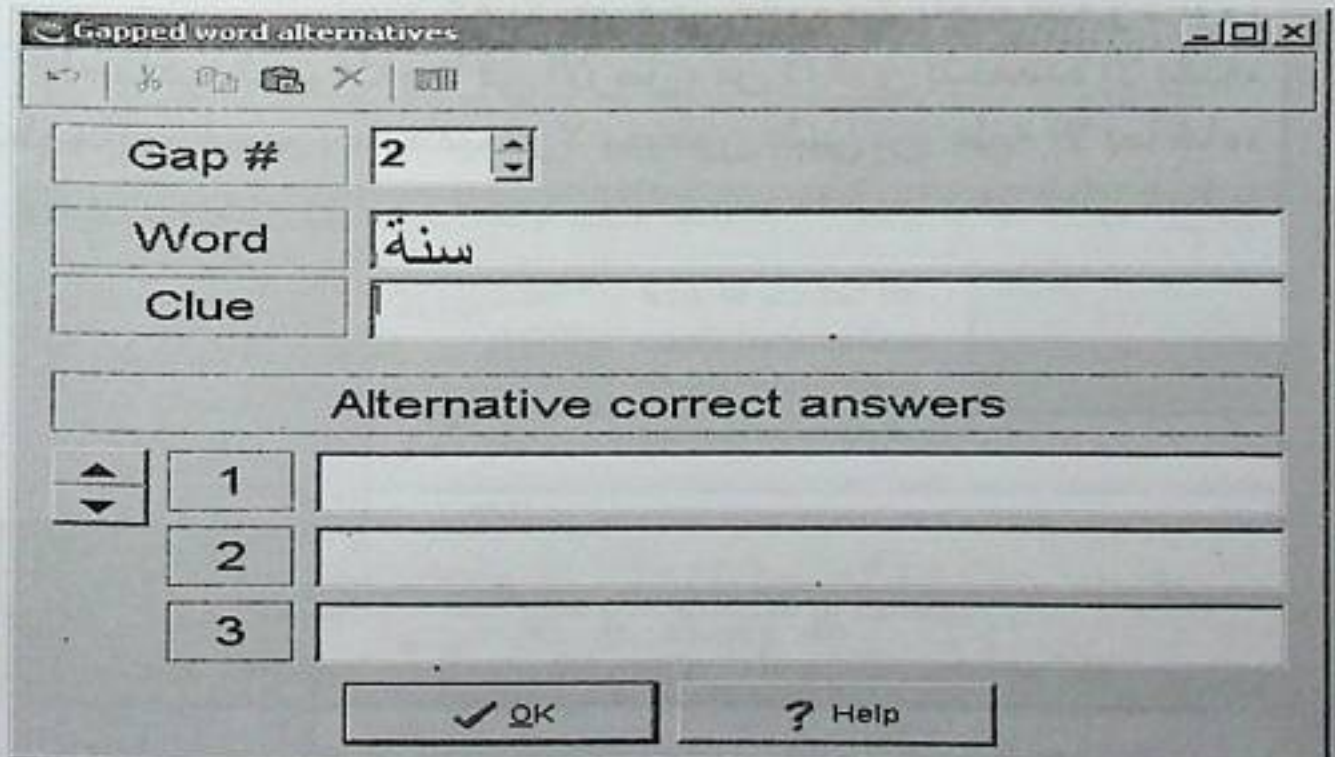 Gapped word alternatives
Gap # 2
Word سنة
Clue
Alternative correct answers
1
2
3
OK
? Help